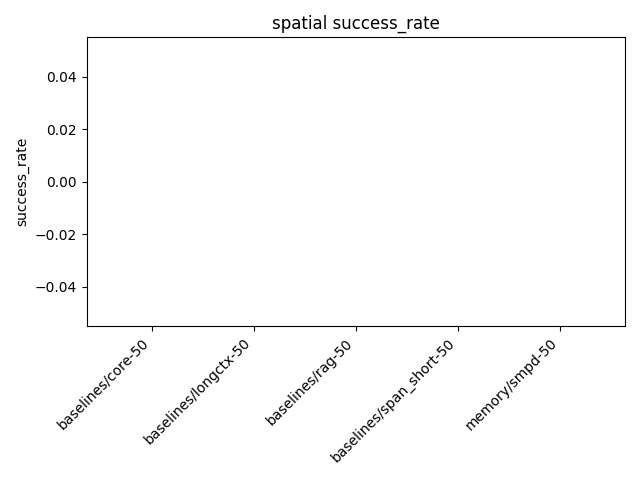 spatial success_rate
success_rate
0.04
0.02
0.00
−0.02
−0.04
baselines/core-50
baselines/longctx-50
baselines/rag-50
baselines/span_short-50
memory/smpd-50